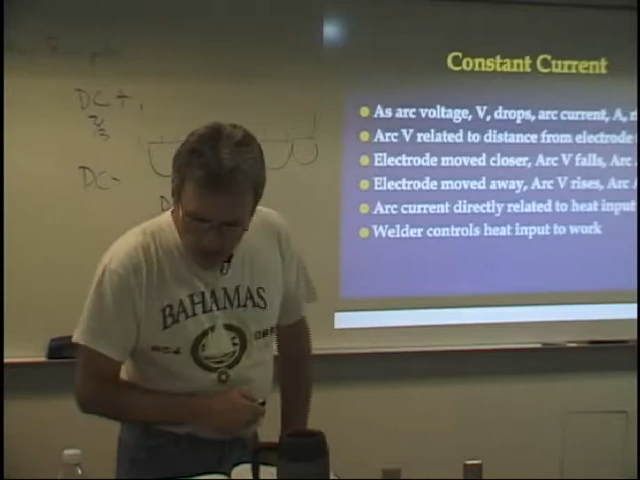 Constant Current
As arc voltage, V, drops, arc current, A,
Arc V related to distance from electrode
Electrode moved closer, Arc V falls, Arc
Electrode moved away, Arc V rises, Arc
Arc current directly related to heat input
Welder controls heat input to work
DC+
DC-
BAHAMAS